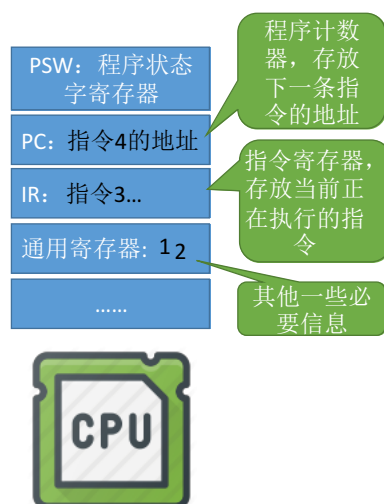 PSW：程序状态
字寄存器
PC：指令4的地址
IR：指令3...
通用寄存器: 1 2
……
程序计数
器，存放
下一条指
令的地址
指令寄存器，
存放当前正
在执行的指
令
其他一些必
要信息
CPU